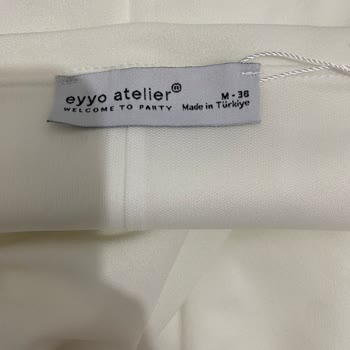 eyyo atelier®
WELCOME TO PARTY
M - 38
Made in Türkiye